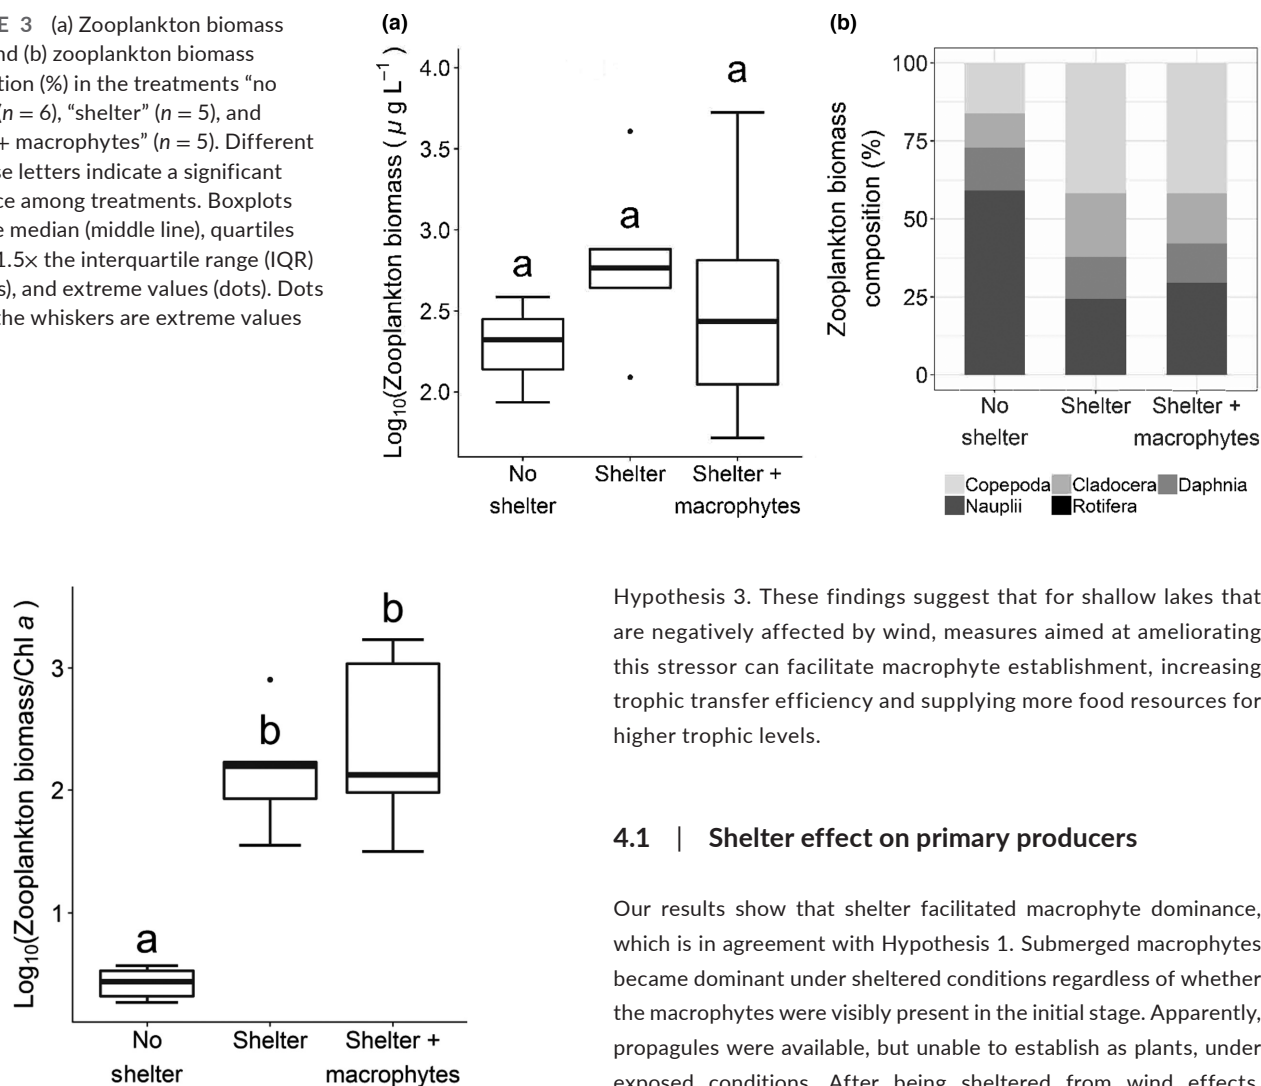 E 3 (a) Zooplankton biomass
nd (b) zooplankton biomass
tion (%) in the treatments “no
(n = 6), “shelter” (n = 5), and
+ macrophytes” (n = 5). Different
se letters indicate a significant
ce among treatments. Boxplots
e median (middle line), quartiles
1.5× the interquartile range (IQR)
s), and extreme values (dots). Dots
the whiskers are extreme values
(a)
Log10(Zooplankton biomass ( μ g L−1 )
4.0
3.5
3.0
2.5
2.0
a
a
a
No
shelter
Shelter
Shelter +
macrophytes
(b)
Zooplankton biomass
composition (%)
100
75
50
25
0
No
shelter
Shelter
Shelter +
macrophytes
Copepoda Cladocera Daphnia
Nauplii Rotifera
Log10(Zooplankton biomass/Chl a )
3
2
1
a
b
b
No
shelter
Shelter
Shelter +
macrophytes
Hypothesis 3. These findings suggest that for shallow lakes that
are negatively affected by wind, measures aimed at ameliorating
this stressor can facilitate macrophyte establishment, increasing
trophic transfer efficiency and supplying more food resources for
higher trophic levels.
4.1 | Shelter effect on primary producers
Our results show that shelter facilitated macrophyte dominance,
which is in agreement with Hypothesis 1. Submerged macrophytes
became dominant under sheltered conditions regardless of whether
the macrophytes were visibly present in the initial stage. Apparently,
propagules were available, but unable to establish as plants, under
exposed conditions. After being sheltered from wind effects,